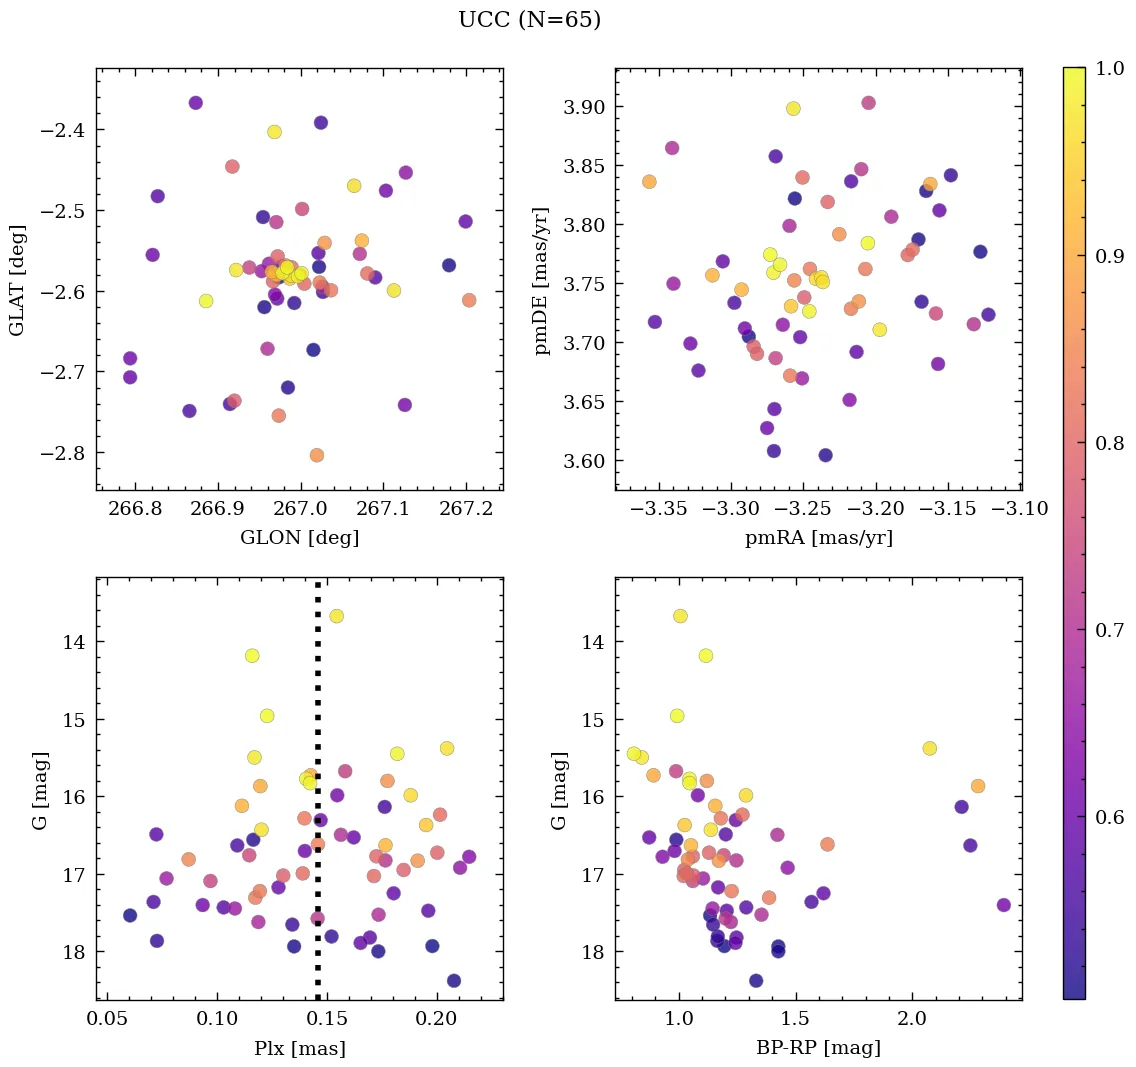 UCC (N=65)
−2.4
−2.5
−2.6
−2.7
−2.8
GLAT [deg]
266.8 266.9 267.0 267.1 267.2
GLON [deg]
3.90
3.85
3.80
3.75
3.70
3.65
3.60
pmDE [mas/yr]
−3.35 −3.30 −3.25 −3.20 −3.15 −3.10
pmRA [mas/yr]
14
15
16
17
18
G [mag]
0.05 0.10 0.15 0.20
Plx [mas]
14
15
16
17
18
G [mag]
1.0 1.5 2.0
BP-RP [mag]
1.0
0.9
0.8
0.7
0.6